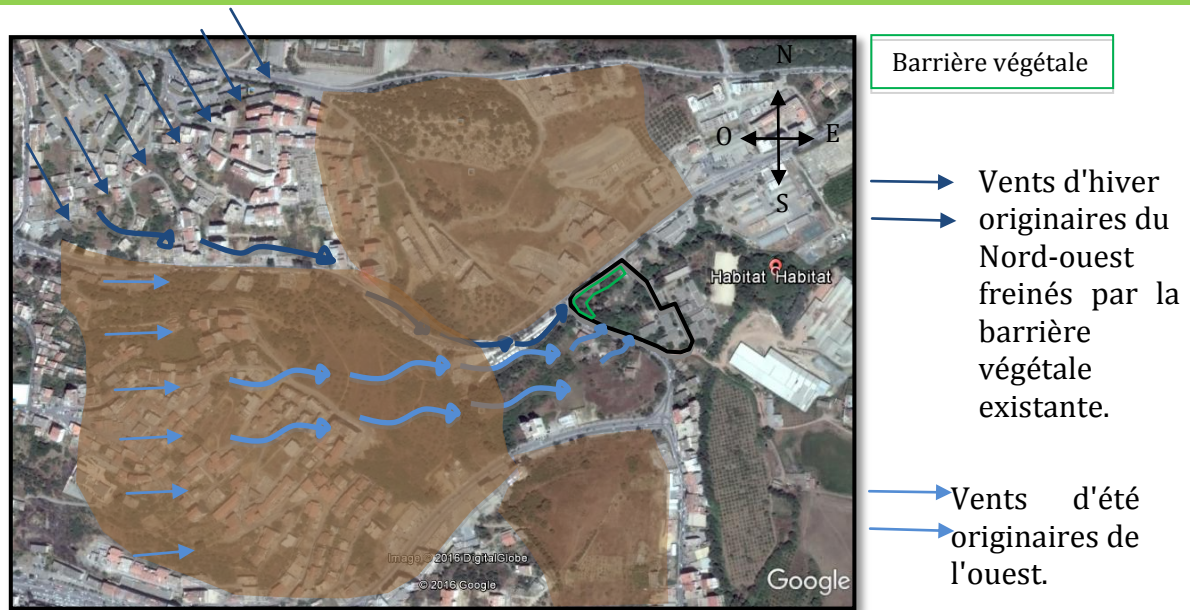 Barrière végétale
N
O
E
S
Vents d'hiver
originaires du
Nord-ouest
freinés par la
barrière
végétale
existante.
Habitat Habitat
Vents d'été
originaires de
l'ouest.
Image © 2016 DigitalGlobe
© 2016 Google
Google